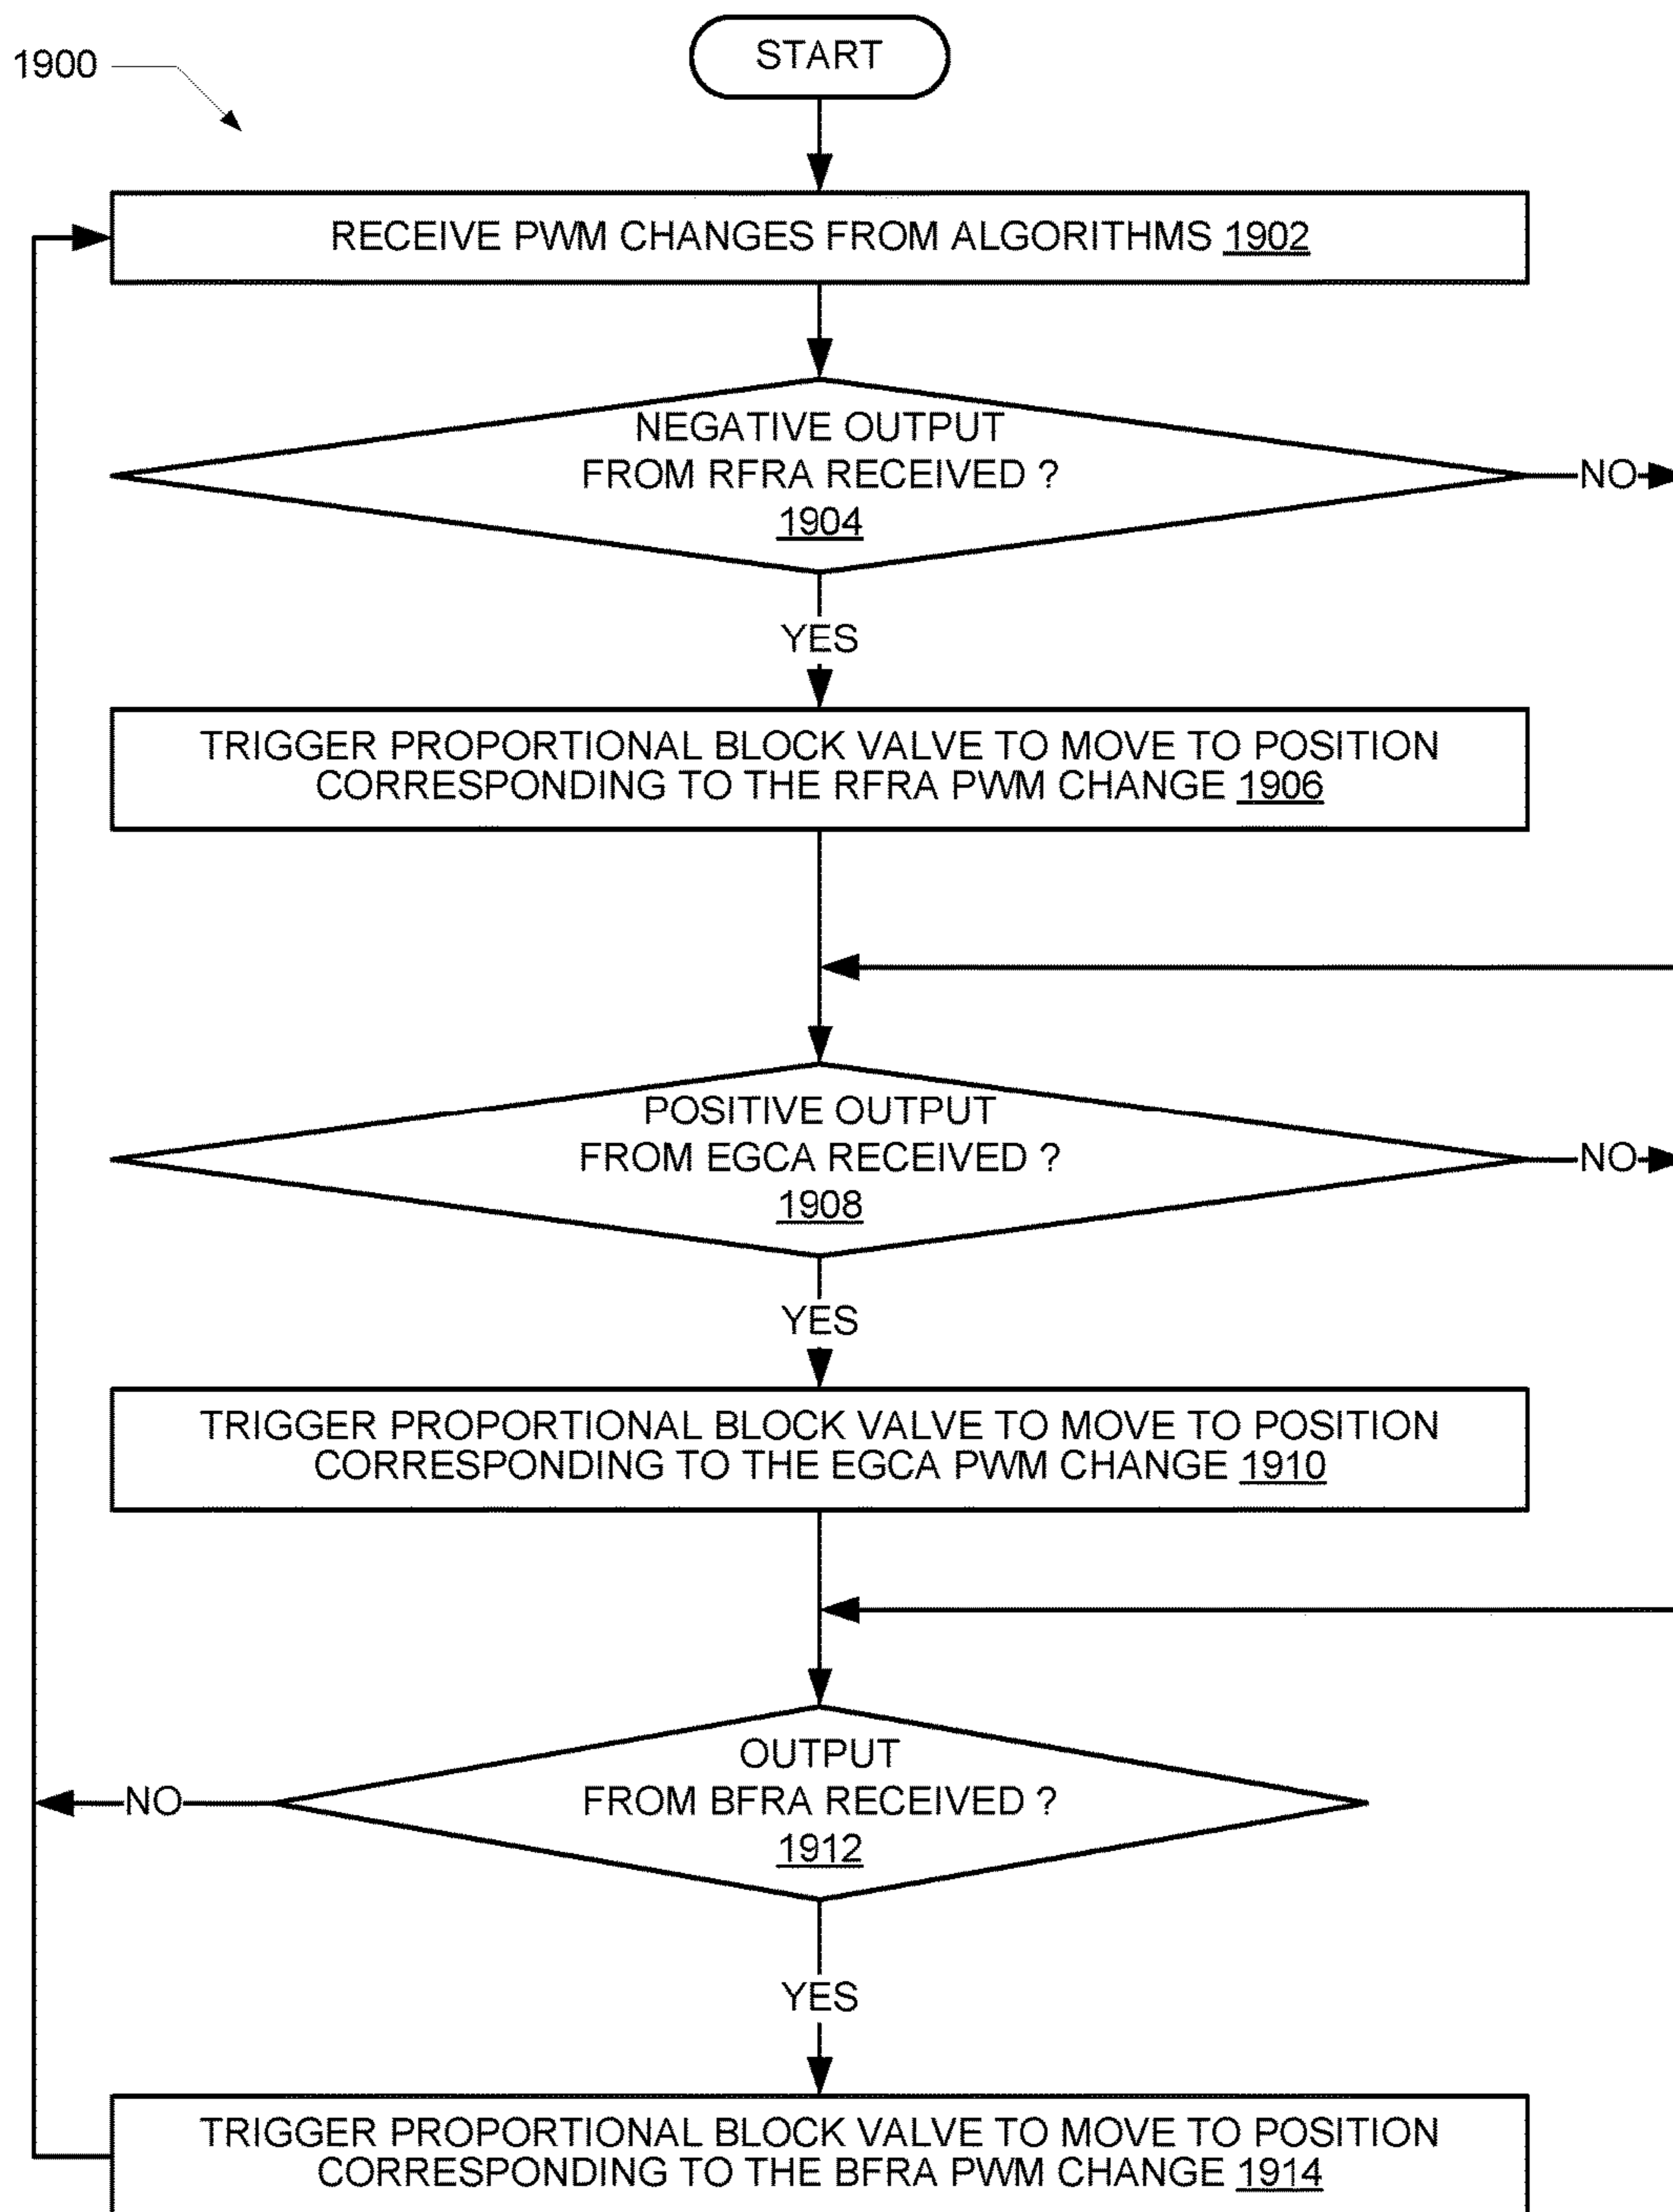 START
1900
RECEIVE PWM CHANGES FROM ALGORITHMS 1902
NEGATIVE OUTPUT
FROM RFRA RECEIVED ?
1904
NO
YES
TRIGGER PROPORTIONAL BLOCK VALVE TO MOVE TO POSITION
CORRESPONDING TO THE RFRA PWM CHANGE 1906
POSITIVE OUTPUT
FROM EGCA RECEIVED ?
1908
NO
YES
TRIGGER PROPORTIONAL BLOCK VALVE TO MOVE TO POSITION
CORRESPONDING TO THE EGCA PWM CHANGE 1910
OUTPUT
FROM BFRA RECEIVED ?
1912
NO
YES
TRIGGER PROPORTIONAL BLOCK VALVE TO MOVE TO POSITION
CORRESPONDING TO THE BFRA PWM CHANGE 1914